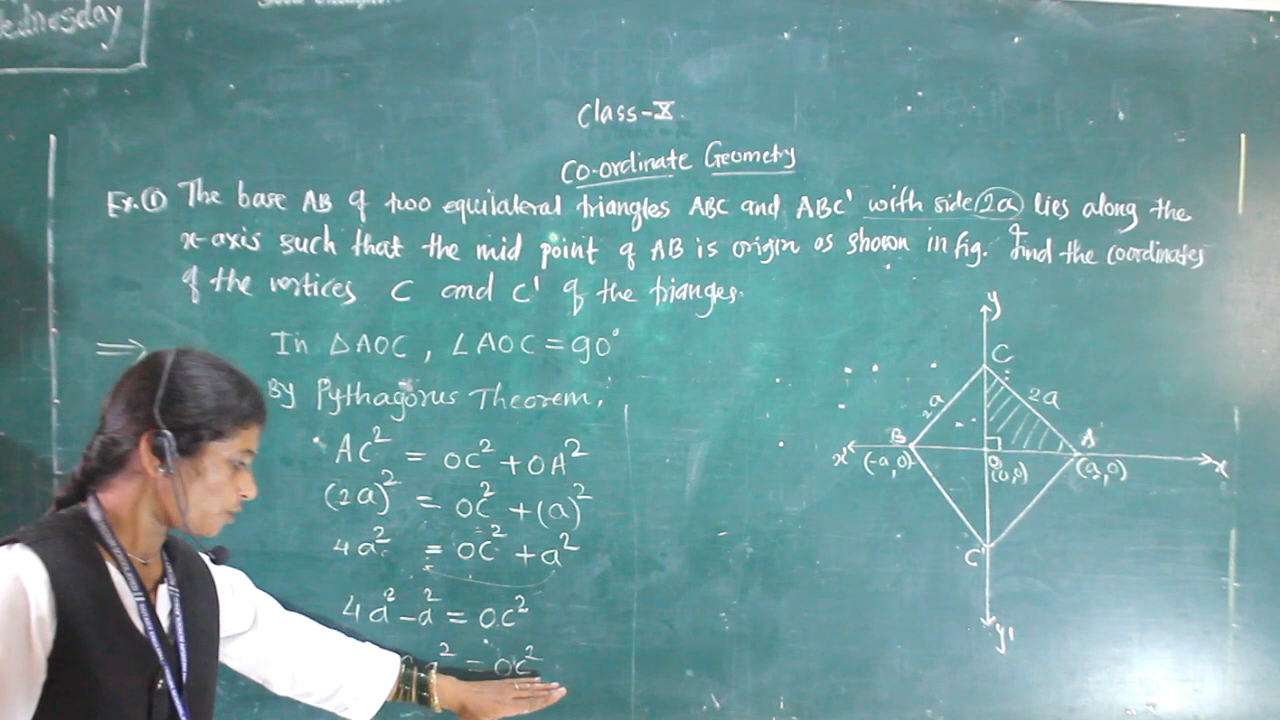 Wednesday
Class-X.
Co-ordinate Geometry
Ex.① The base AB of two equilateral triangles ABC and ABC' with side 2a lies along the
x-axis such that the mid point of AB is origin as shown in fig. find the coordinates
of the vertices C and C' of the trianges.
⇒ In △AOC, ∠AOC = 90°
By Pythagorus Theorem,
AC² = OC² + OA²
(2a)² = OC² + (a)²
4a² = OC² + a²
4a² - a² = OC²
² = OC²
y
C
2a
2a
B
A
x'
(-a,0)
O
(0,0)
(a,0)
x
C'
y'